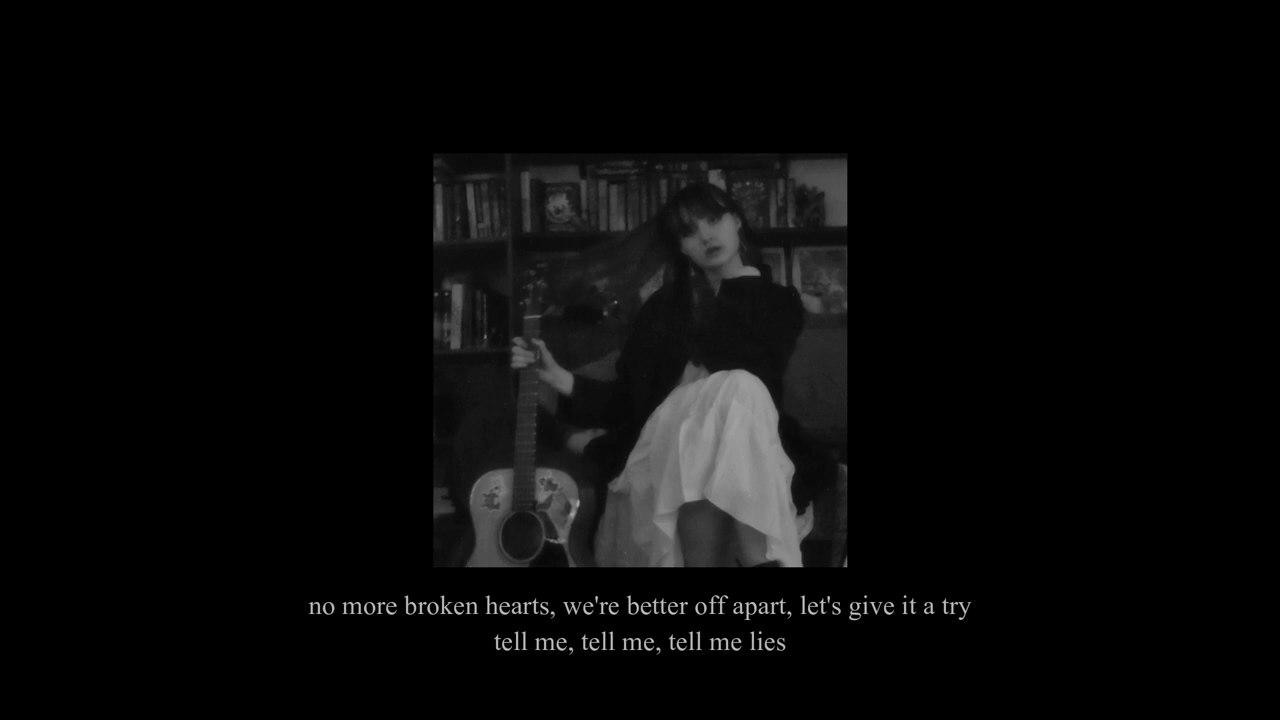 no more broken hearts, we're better off apart, let's give it a try
tell me, tell me, tell me lies